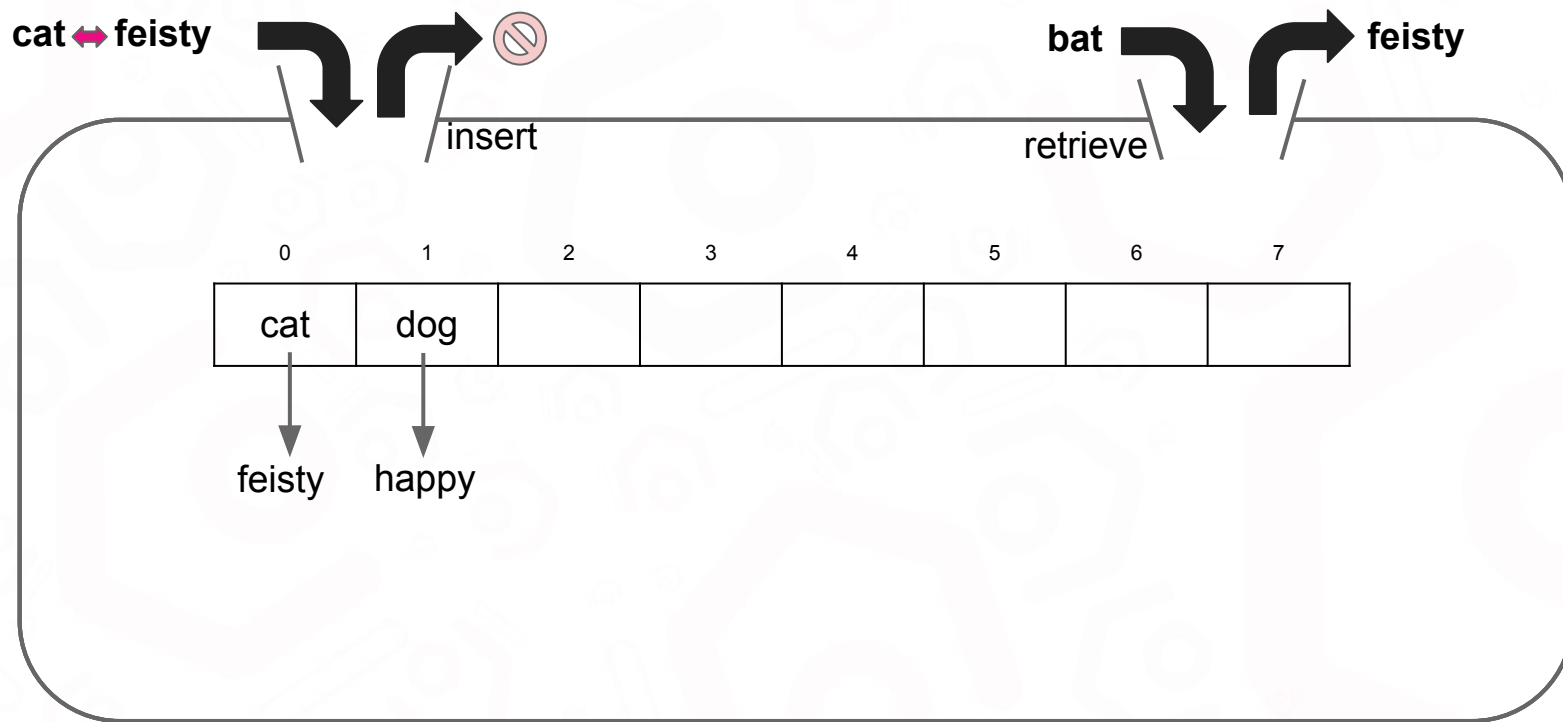 cat feisty
bat
feisty
insert
retrieve
0 1 2 3 4 5 6 7
cat dog
feisty happy